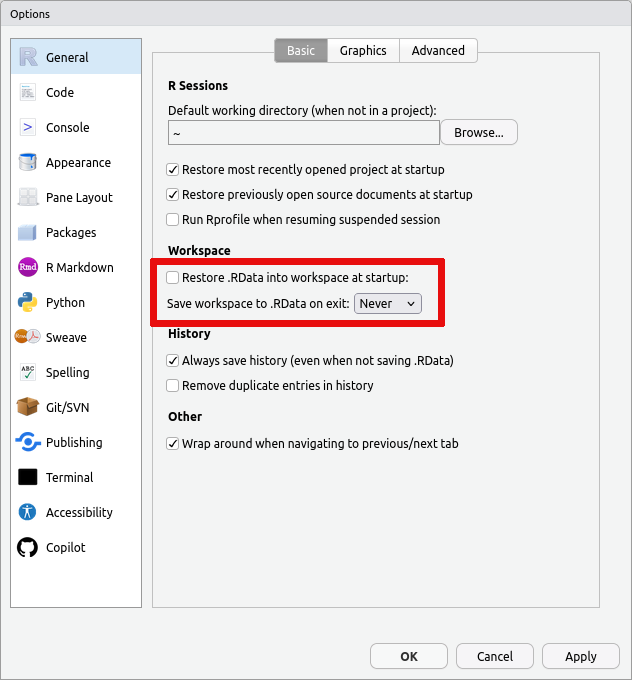 Options
General
Code
Console
Appearance
Pane Layout
Packages
R Markdown
Python
Sweave
Spelling
Git/SVN
Publishing
Terminal
Accessibility
Copilot
Basic Graphics Advanced
R Sessions
Default working directory (when not in a project):
~ Browse...
Restore most recently opened project at startup
Restore previously open source documents at startup
Run Rprofile when resuming suspended session
Workspace
Restore .RData into workspace at startup:
Save workspace to .RData on exit: Never
History
Always save history (even when not saving .RData)
Remove duplicate entries in history
Other
Wrap around when navigating to previous/next tab
OK Cancel Apply
R
>
Rmd
ABC